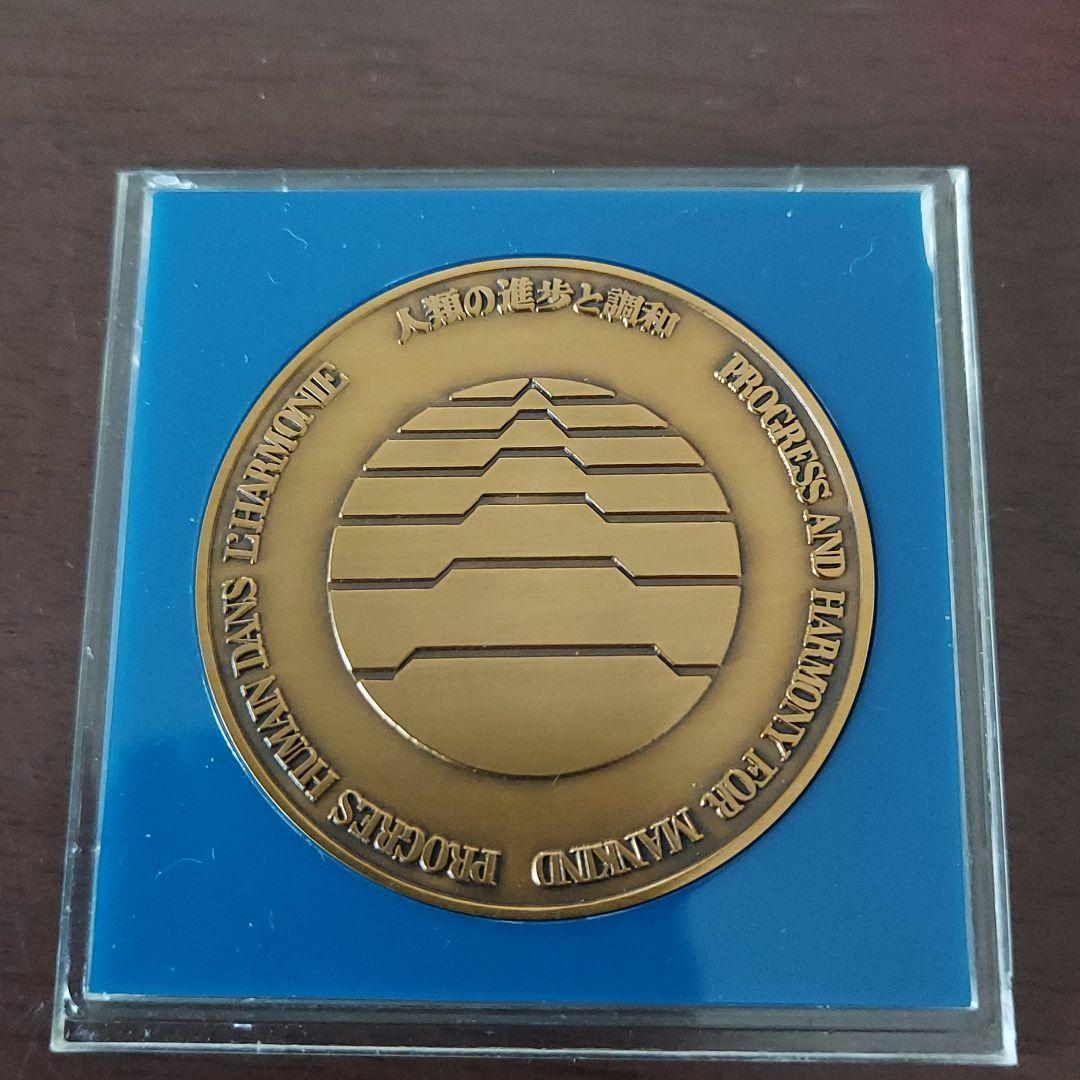 人類の進歩と調和
PROGRESS AND HARMONY FOR MANKIND
PROGRES HUMAIN DANS L'HARMONIE